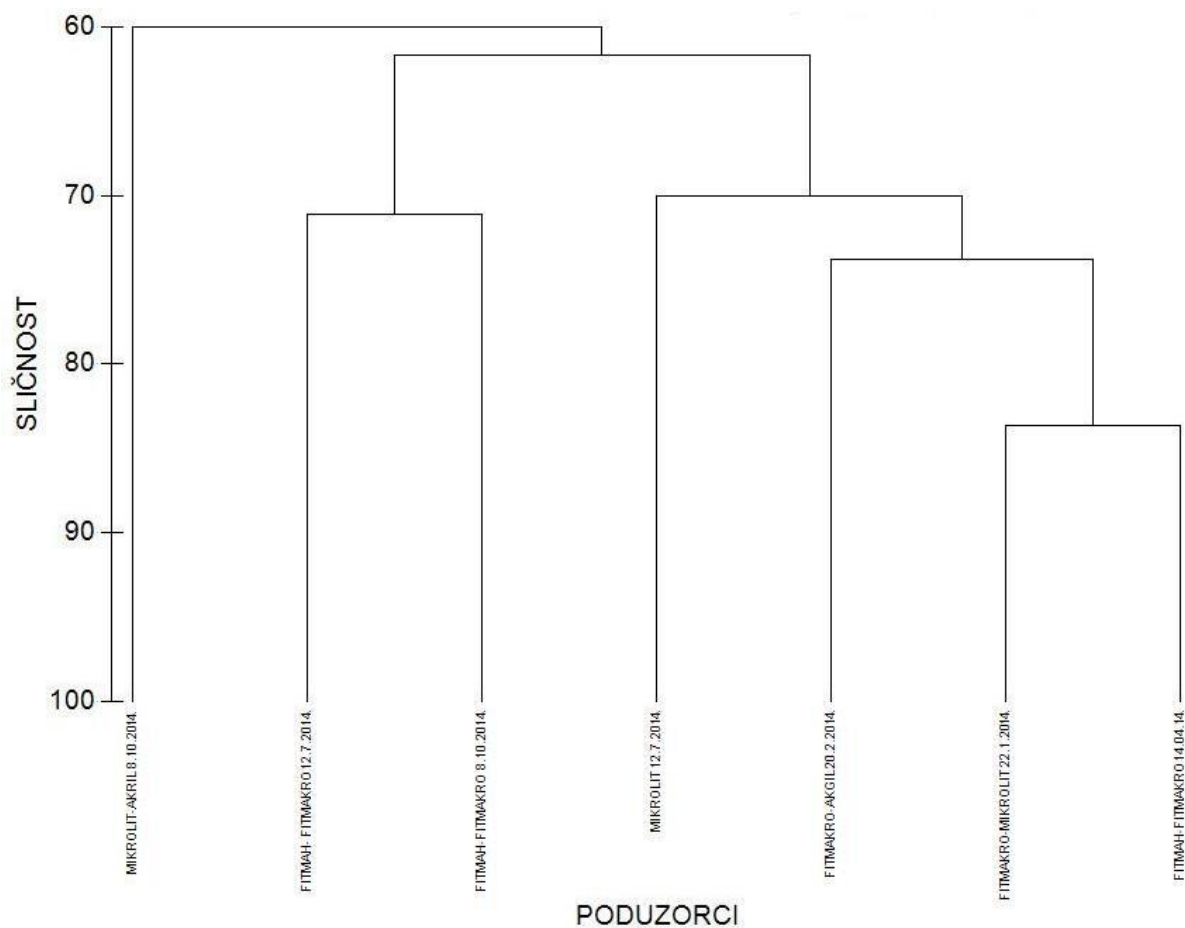 60
70
80
90
100
SLIČNOST
MIKROLIT-AKRIL 8.10.2014.
FITMAH- FITMAKRO 12.7.2014.
FITMAH-FITMAKRO 8.10.2014.
MIKROLIT 12.7.2014.
FITMAKRO- AKGIL 20.2.2014.
FITMAKRO-MIKROLIT 22.1.2014.
FITMAH-FITMAKRO 14.04.14.
PODUZORCI